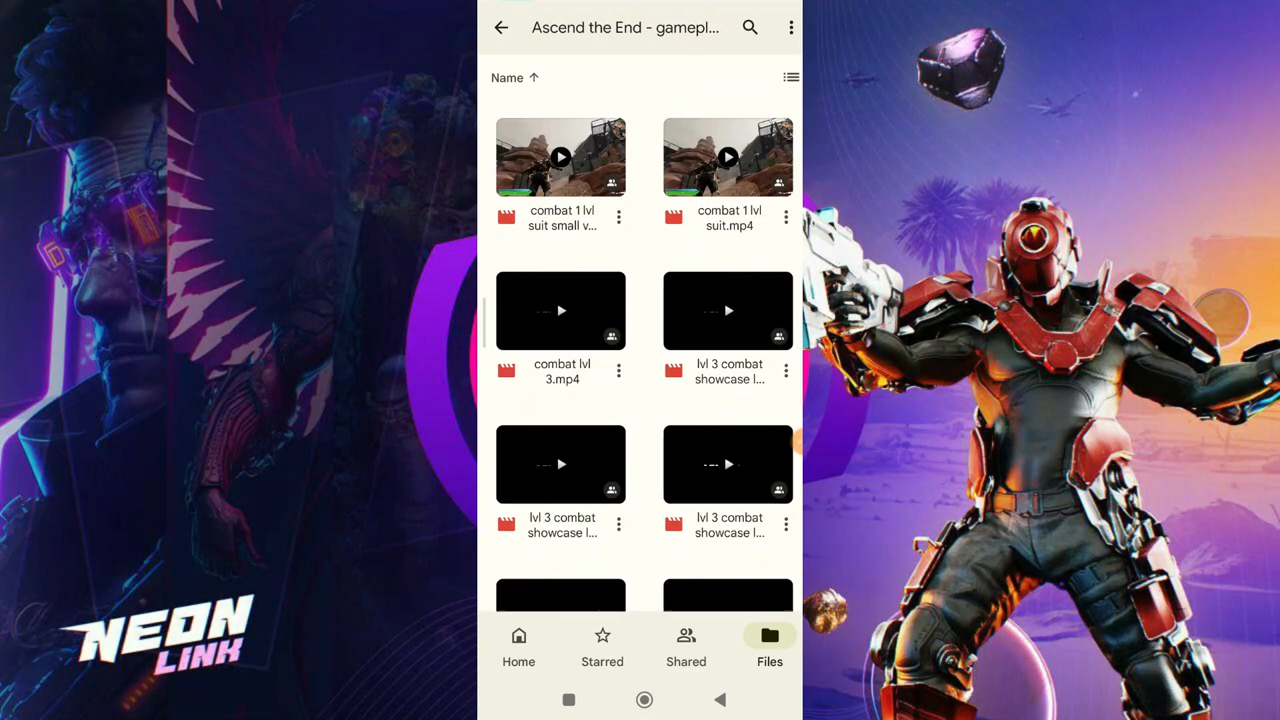 Ascend the End - gamepl...
Name
combat 1 lvl
suit small v...
combat 1 lvl
suit.mp4
combat lvl
3.mp4
lvl 3 combat
showcase l...
lvl 3 combat
showcase l...
lvl 3 combat
showcase l...
Home
Starred
Shared
Files
NEON
LINK